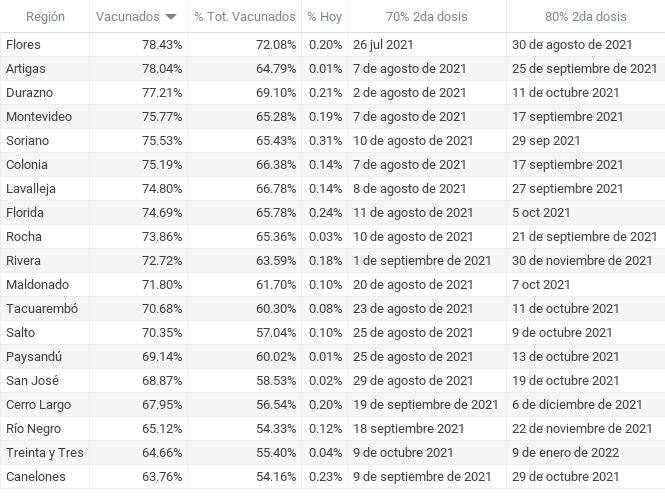 Región Vacunados % Tot. Vacunados % Hoy 70% 2da dosis 80% 2da dosis
Flores 78.43% 72.08% 0.20% 26 jul 2021 30 de agosto de 2021
Artigas 78.04% 64.79% 0.01% 7 de agosto de 2021 25 de septiembre de 2021
Durazno 77.21% 69.10% 0.21% 2 de agosto de 2021 11 de octubre de 2021
Montevideo 75.77% 65.28% 0.19% 7 de agosto de 2021 17 septiembre 2021
Soriano 75.53% 65.43% 0.31% 10 de agosto de 2021 29 sep 2021
Colonia 75.19% 66.38% 0.14% 7 de agosto de 2021 17 septiembre 2021
Lavalleja 74.80% 66.78% 0.14% 8 de agosto de 2021 27 septiembre 2021
Florida 74.69% 65.78% 0.24% 11 de agosto de 2021 5 oct 2021
Rocha 73.86% 65.36% 0.03% 10 de agosto de 2021 21 de septiembre de 2021
Rivera 72.72% 63.59% 0.18% 1 de septiembre de 2021 30 de noviembre de 2021
Maldonado 71.80% 61.70% 0.10% 20 de agosto de 2021 7 oct 2021
Tacuarembó 70.68% 60.30% 0.08% 23 de agosto de 2021 11 de octubre 2021
Salto 70.35% 57.04% 0.10% 25 de agosto de 2021 9 de octubre 2021
Paysandú 69.14% 60.02% 0.01% 25 de agosto de 2021 13 de octubre 2021
San José 68.87% 58.53% 0.02% 29 de agosto de 2021 19 de octubre 2021
Cerro Largo 67.95% 56.54% 0.20% 19 de septiembre de 2021 6 de diciembre de 2021
Río Negro 65.12% 54.33% 0.12% 18 septiembre 2021 22 de noviembre de 2021
Treinta y Tres 64.66% 55.40% 0.04% 9 de octubre de 2021 9 de enero de 2022
Canelones 63.76% 54.16% 0.23% 9 de septiembre de 2021 29 de octubre 2021